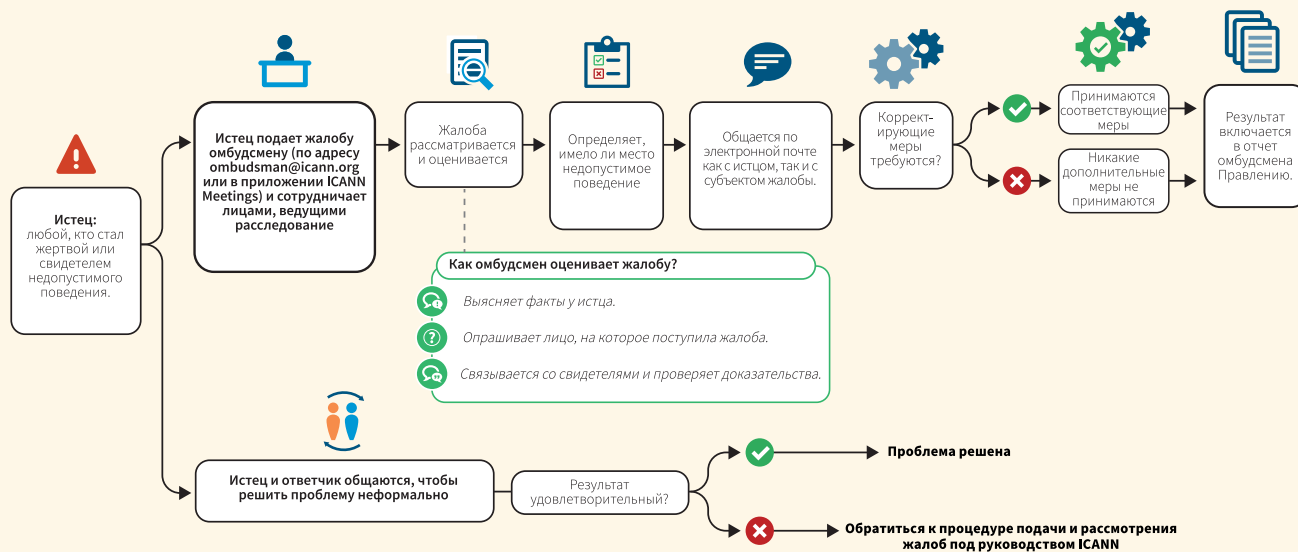 Истец:
любой, кто стал
жертвой или
свидетелем
недопустимого
поведения.
Истец подает жалобу
омбудсмену (по адресу
ombudsman@icann.org
или в приложении ICANN
Meetings) и сотрудничает
лицами, ведущими
расследование
Жалоба
рассматривается
и оценивается
Определяет,
имело ли место
недопустимое
поведение
Общается по
электронной почте
как с истцом, так и с
субъектом жалобы.
Коррект-
ирующие
меры
требуются?
Принимаются
соответствующие
меры
Никакие
дополнительные
меры не
принимаются
Результат
включается
в отчет
омбудсмена
Правлению.
Как омбудсмен оценивает жалобу?
Выясняет факты у истца.
Опрашивает лицо, на которое поступила жалоба.
Связывается со свидетелями и проверяет доказательства.
Истец и ответчик общаются, чтобы
решить проблему неформально
Результат
удовлетворительный?
Проблема решена
Обратиться к процедуре подачи и рассмотрения
жалоб под руководством ICANN